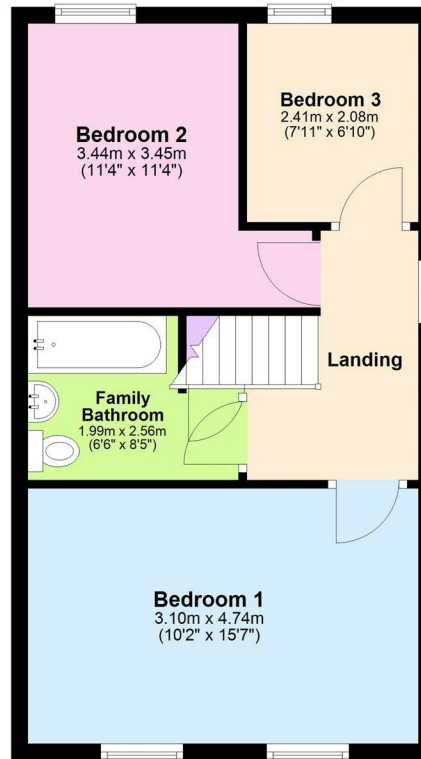 Bedroom 2
3.44m x 3.45m
(11'4" x 11'4")
Bedroom 3
2.41m x 2.08m
(7'11" x 6'10")
Landing
Family
Bathroom
1.99m x 2.56m
(6'6" x 8'5")
Bedroom 1
3.10m x 4.74m
(10'2" x 15'7")